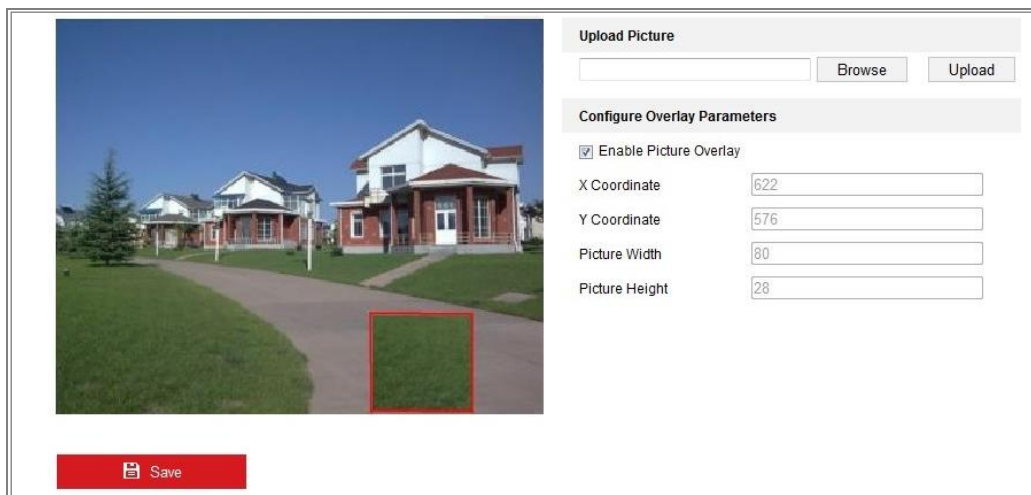 Upload Picture
Browse Upload
Configure Overlay Parameters
Enable Picture Overlay
X Coordinate 622
Y Coordinate 576
Picture Width 80
Picture Height 28
Save